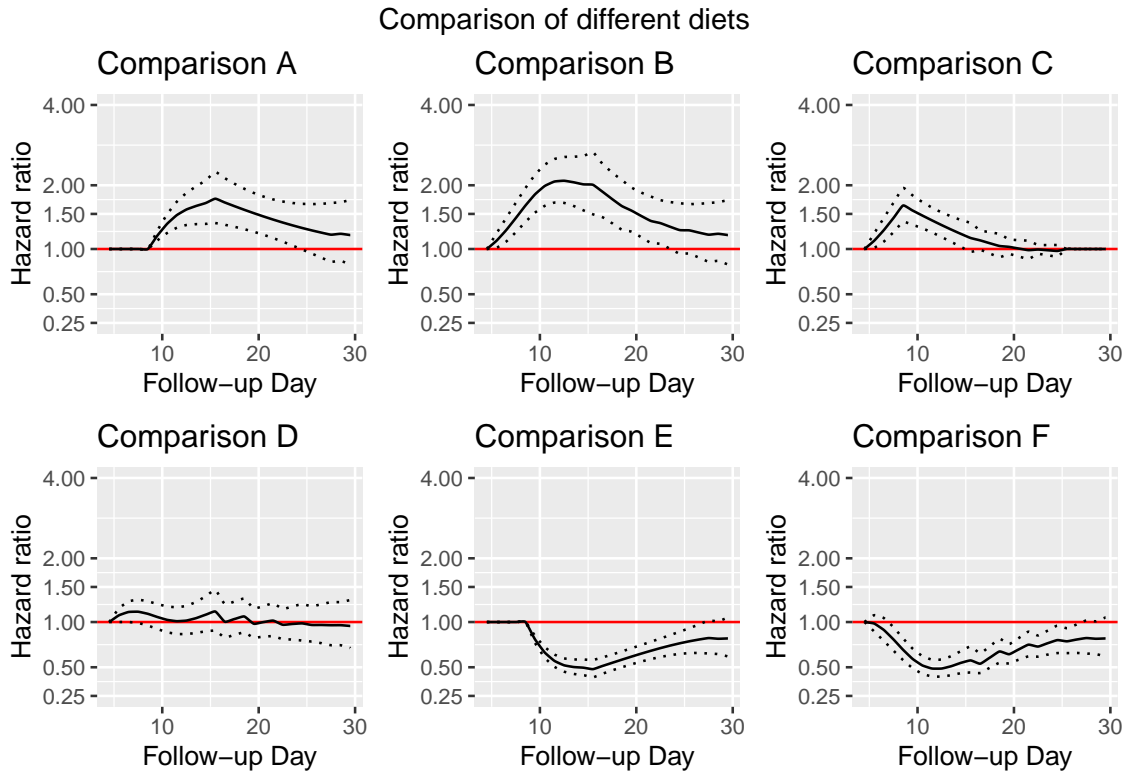 Comparison of different diets
Comparison A
Comparison B
Comparison C
Hazard ratio
4.00
2.00
1.50
1.00
0.50
0.25
10
20
30
Follow−up Day
Hazard ratio
4.00
2.00
1.50
1.00
0.50
0.25
10
20
30
Follow−up Day
Hazard ratio
4.00
2.00
1.50
1.00
0.50
0.25
10
20
30
Follow−up Day
Comparison D
Comparison E
Comparison F
Hazard ratio
4.00
2.00
1.50
1.00
0.50
0.25
10
20
30
Follow−up Day
Hazard ratio
4.00
2.00
1.50
1.00
0.50
0.25
10
20
30
Follow−up Day
Hazard ratio
4.00
2.00
1.50
1.00
0.50
0.25
10
20
30
Follow−up Day